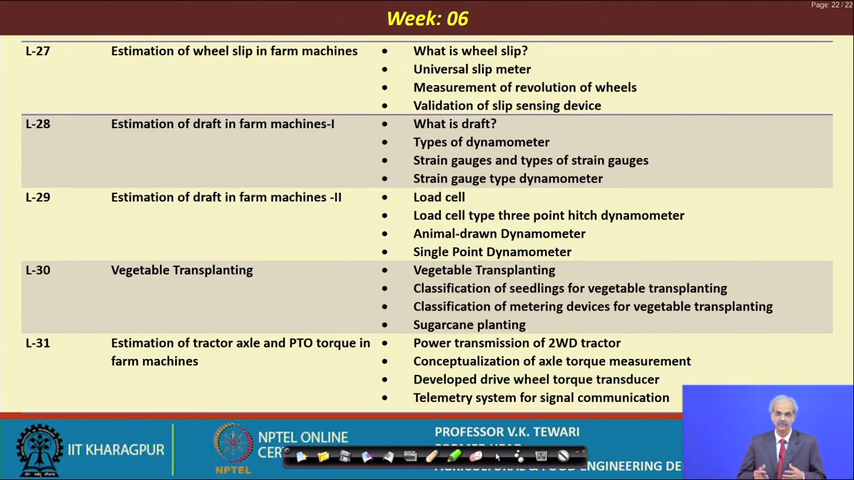 Page: 22 / 22
Week: 06
L-27 Estimation of wheel slip in farm machines • What is wheel slip?
• Universal slip meter
• Measurement of revolution of wheels
• Validation of slip sensing device
L-28 Estimation of draft in farm machines-I • What is draft?
• Types of dynamometer
• Strain gauges and types of strain gauges
• Strain gauge type dynamometer
L-29 Estimation of draft in farm machines -II • Load cell
• Load cell type three point hitch dynamometer
• Animal-drawn Dynamometer
• Single Point Dynamometer
L-30 Vegetable Transplanting • Vegetable Transplanting
• Classification of seedlings for vegetable transplanting
• Classification of metering devices for vegetable transplanting
• Sugarcane planting
L-31 Estimation of tractor axle and PTO torque in • Power transmission of 2WD tractor
farm machines • Conceptualization of axle torque measurement
• Developed drive wheel torque transducer
• Telemetry system for signal communication
IIT KHARAGPUR
NPTEL
NPTEL ONLINE
PROFESSOR V.K. TEWARI
& FOOD ENGINEERING DE